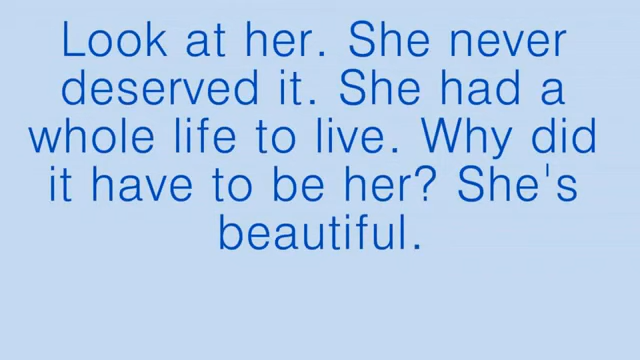 Look at her. She never
deserved it. She had a
whole life to live. Why did
it have to be her? She's
beautiful.